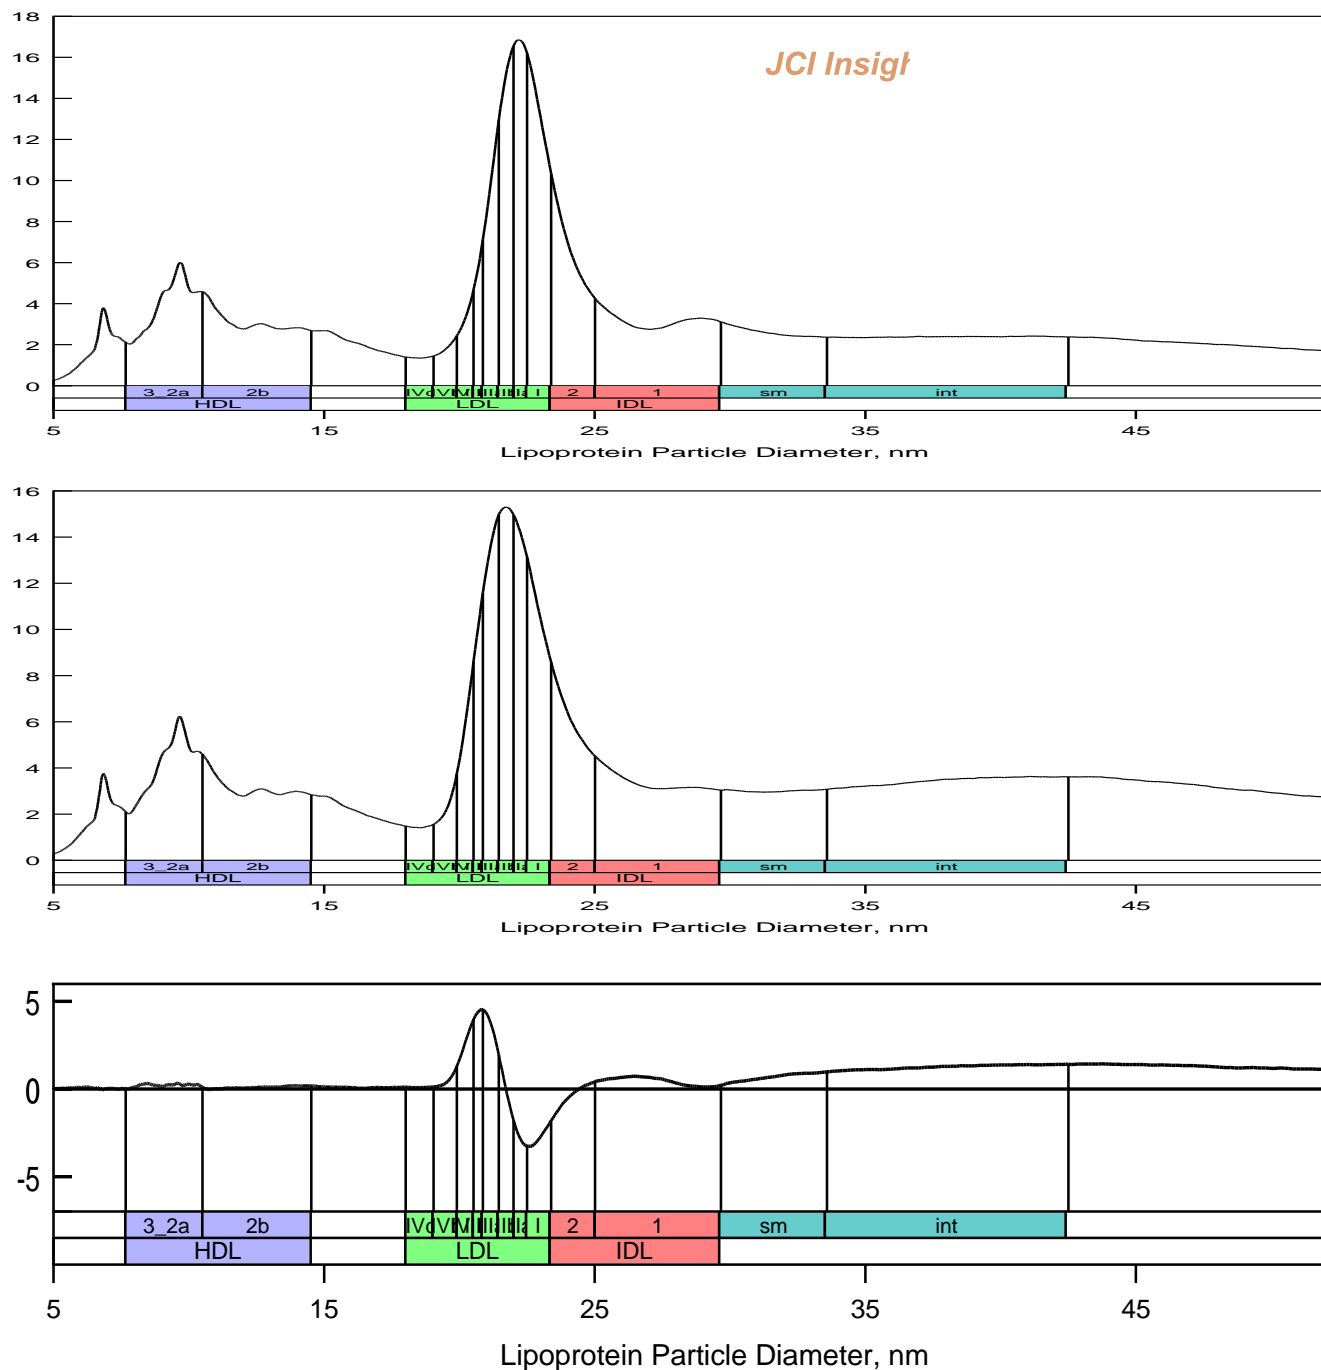 18
JCI Insigh
16
14
12
10
8
6
4
2
0
3_2a 2b 2 1 sm int
HDL LDL IDL
5 15 25 35 45
Lipoprotein Particle Diameter, nm
16
14
12
10
8
6
4
2
0
3_2a 2b 2 1 sm int
HDL LDL IDL
5 15 25 35 45
Lipoprotein Particle Diameter, nm
5
0
-5
3_2a 2b I 2 1 sm int
HDL LDL IDL
5 15 25 35 45
Lipoprotein Particle Diameter, nm